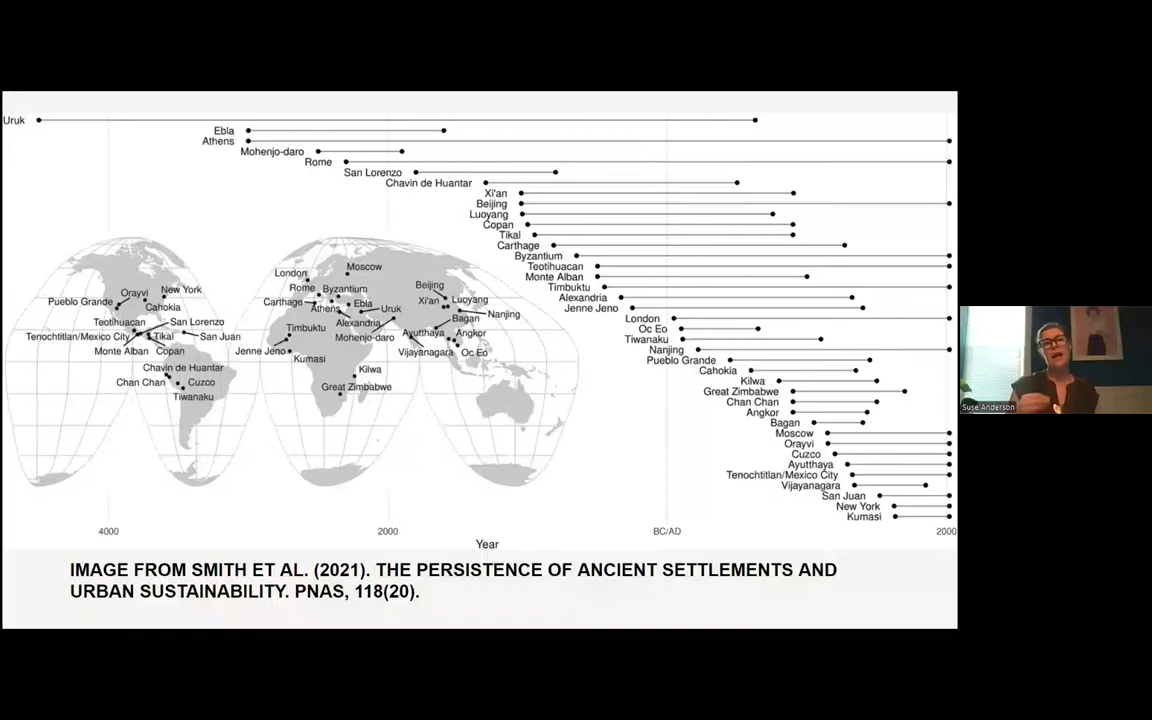 Uruk
Ebla
Athens
Mohenjo-daro
Rome
San Lorenzo
Chavin de Huantar
Xi'an
Beijing
Luoyang
Copan
Tikal
Carthage
Byzantium
Teotihuacan
Monte Alban
Timbuktu
Alexandria
Jenne Jeno
London
Oc Eo
Tiwanaku
Nanjing
Pueblo Grande
Cahokia
Kilwa
Great Zimbabwe
Chan Chan
Angkor
Bagan
Moscow
Orayvi
Cuzco
Ayutthaya
Tenochtitlan/Mexico City
Vijayanagara
San Juan
New York
Kumasi
London
Moscow
Orayvi
New York
Rome
Byzantium
Beijing
Pueblo Grande
Cahokia
Carthage
Athens
Ebla
Uruk
Xi'an
Luoyang
Nanjing
Teotihuacan
San Lorenzo
Alexandria
Bagan
Tenochtitlan/Mexico City
Tikal
San Juan
Timbuktu
Mohenjo-daro
Ayutthaya
Angkor
Monte Alban
Copan
Jenne Jeno
Kumasi
Vijayanagara
Oc Eo
Chavin de Huantar
Kilwa
Chan Chan
Cuzco
Great Zimbabwe
Tiwanaku
4000
2000
BC/AD
2000
Year
IMAGE FROM SMITH ET AL. (2021). THE PERSISTENCE OF ANCIENT SETTLEMENTS AND
URBAN SUSTAINABILITY. PNAS, 118(20).
Suse Anderson